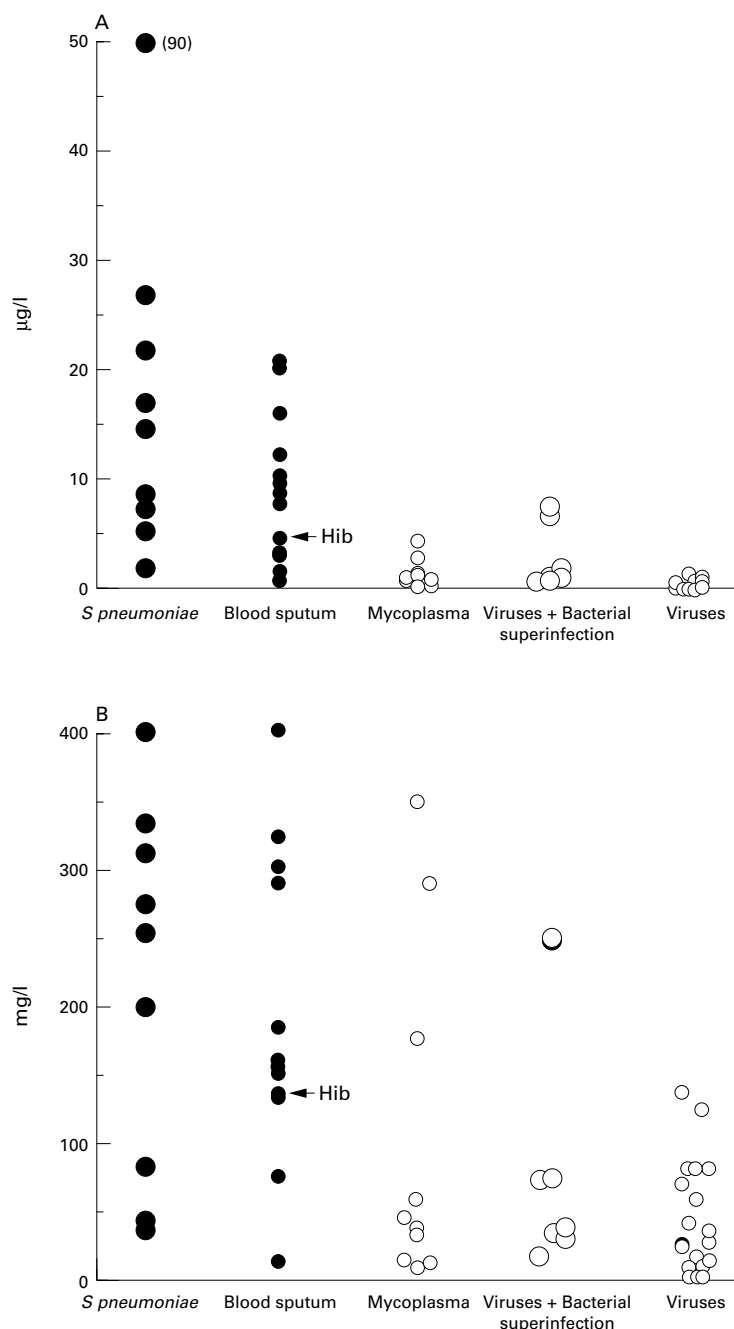 A
50
(90)
40
30
µg/l
20
10
Hib
0
S pneumoniae
Blood sputum
Mycoplasma
Viruses + Bacterial
superinfection
Viruses
B
400
300
200
mg/l
Hib
100
0
S pneumoniae
Blood sputum
Mycoplasma
Viruses + Bacterial
superinfection
Viruses